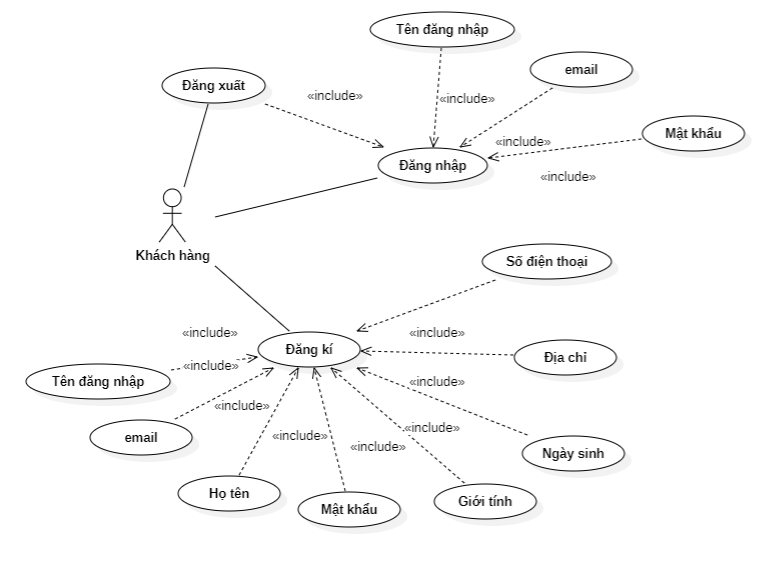 Tên đăng nhập
email
Đăng xuất
«include»
«include»
Mật khẩu
«include»
Đăng nhập
«include»
Khách hàng
Số điện thoại
«include»
«include»
Đăng kí
Địa chỉ
«include»
Tên đăng nhập
«include»
«include»
«include»
email
«include»
«include»
Ngày sinh
Họ tên
Giới tính
Mật khẩu